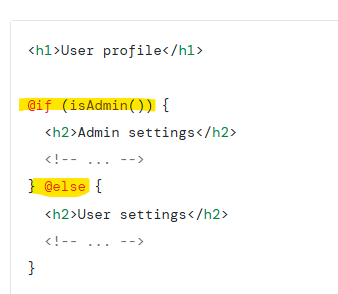 <h1>User profile</h1>
@if (isAdmin()) {
<h2>Admin settings</h2>
<!-- ... -->
} @else {
<h2>User settings</h2>
<!-- ... -->
}